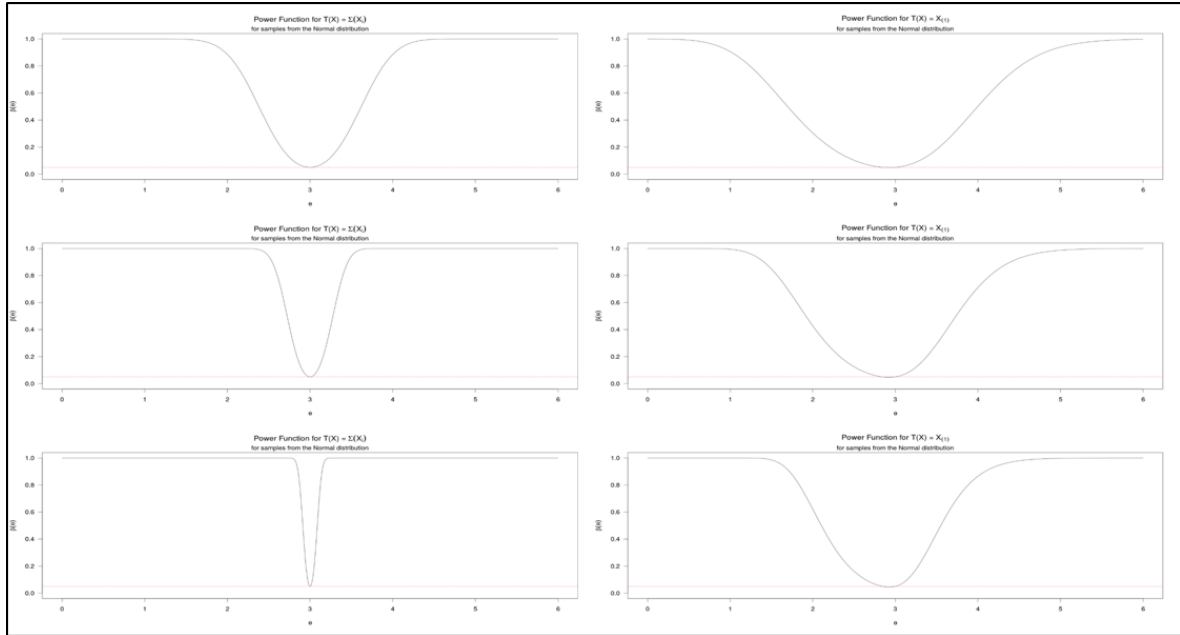 Power Function for T(X) = Σ(Xᵢ)
for samples from the Normal distribution
1.0
0.8
0.6
0.4
0.2
0.0
β(θ)
0 1 2 3 4 5 6
θ
Power Function for T(X) = X₍₁₎
for samples from the Normal distribution
1.0
0.8
0.6
0.4
0.2
0.0
β(θ)
0 1 2 3 4 5 6
θ
Power Function for T(X) = Σ(Xᵢ)
for samples from the Normal distribution
1.0
0.8
0.6
0.4
0.2
0.0
β(θ)
0 1 2 3 4 5 6
θ
Power Function for T(X) = X₍₁₎
for samples from the Normal distribution
1.0
0.8
0.6
0.4
0.2
0.0
β(θ)
0 1 2 3 4 5 6
θ
Power Function for T(X) = Σ(Xᵢ)
for samples from the Normal distribution
1.0
0.8
0.6
0.4
0.2
0.0
β(θ)
0 1 2 3 4 5 6
θ
Power Function for T(X) = X₍₁₎
for samples from the Normal distribution
1.0
0.8
0.6
0.4
0.2
0.0
β(θ)
0 1 2 3 4 5 6
θ